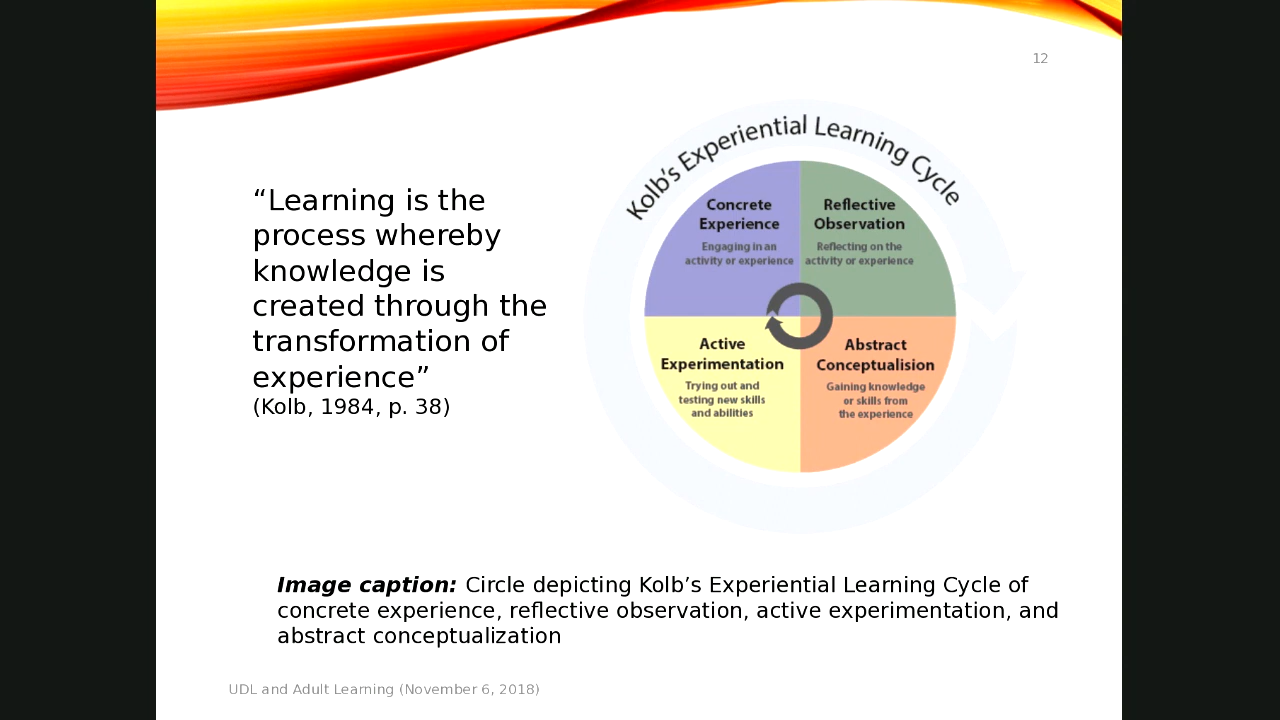 12
“Learning is the
process whereby
knowledge is
created through the
transformation of
experience”
(Kolb, 1984, p. 38)
Kolb’s Experiential Learning Cycle
Concrete
Experience
Engaging in an
activity or experience
Reflective
Observation
Reflecting on the
activity or experience
Active
Experimentation
Trying out and
testing new skills
and abilities
Abstract
Conceptualision
Gaining knowledge
or skills from
the experience
Image caption: Circle depicting Kolb’s Experiential Learning Cycle of
concrete experience, reflective observation, active experimentation, and
abstract conceptualization
UDL and Adult Learning (November 6, 2018)